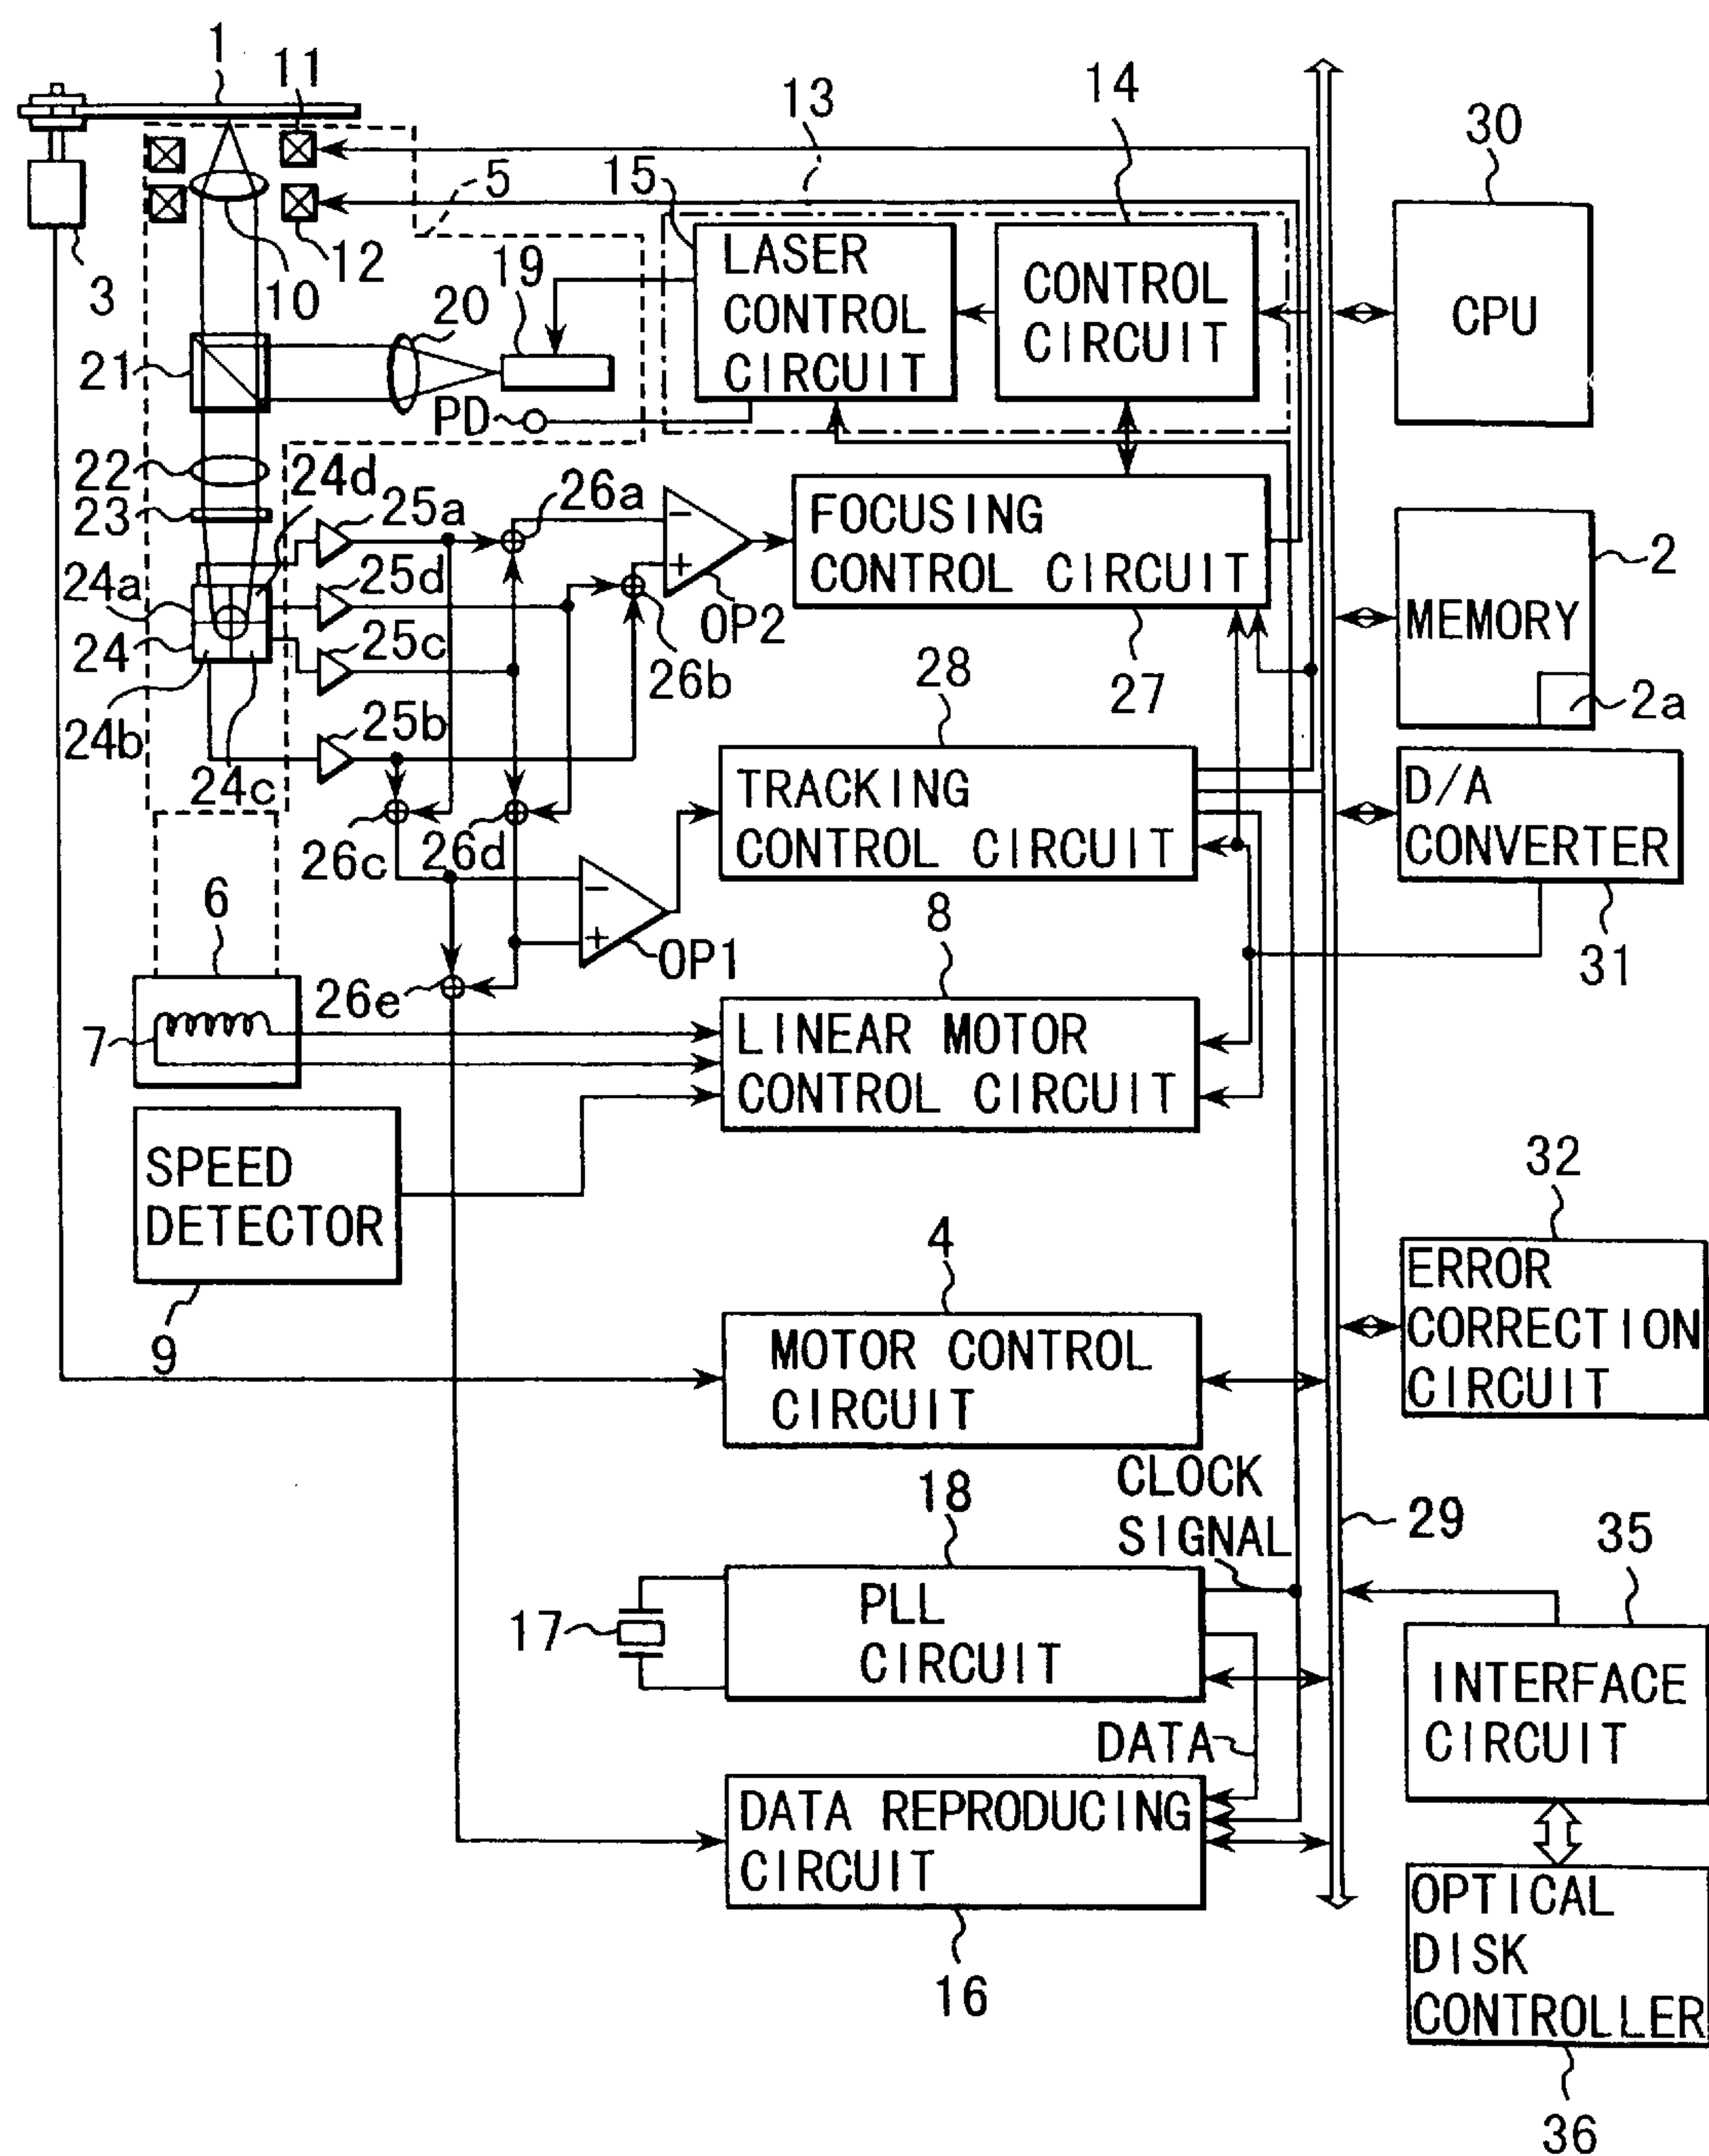 1
11
13
14
30
5
15
LASER
CONTROL
CIRCUIT
CONTROL
CIRCUIT
CPU
3
10
12
19
20
21
PD
22
23
24d
25a
26a
−
+
OP2
FOCUSING
CONTROL CIRCUIT
27
2
MEMORY
2a
24a
24
24b
24c
25d
25c
25b
26b
28
TRACKING
CONTROL CIRCUIT
D/A
CONVERTER
31
26c
26d
−
+
OP1
6
7
26e
8
LINEAR MOTOR
CONTROL CIRCUIT
SPEED
DETECTOR
9
32
ERROR
CORRECTION
CIRCUIT
4
MOTOR CONTROL
CIRCUIT
CLOCK
SIGNAL
18
29
35
17
PLL
CIRCUIT
INTERFACE
CIRCUIT
DATA
DATA REPRODUCING
CIRCUIT
16
OPTICAL
DISK
CONTROLLER
36